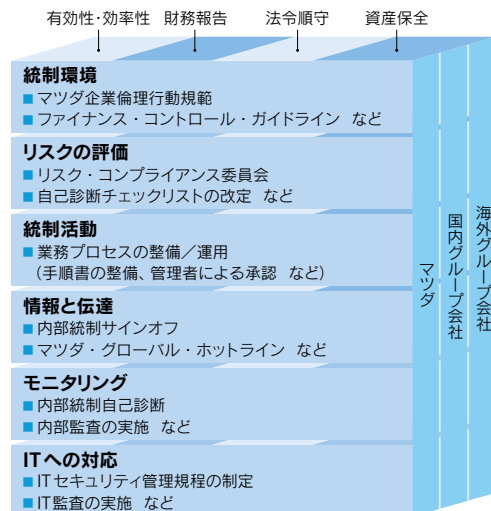 有効性・効率性 財務報告 法令順守 資産保全
統制環境
■ マツダ企業倫理行動規範
■ ファイナンス・コントロール・ガイドライン など
リスクの評価
■ リスク・コンプライアンス委員会
■ 自己診断チェックリストの改定 など
統制活動
■ 業務プロセスの整備／運用
（手順書の整備、管理者による承認 など）
情報と伝達
■ 内部統制サインオフ
■ マツダ・グローバル・ホットライン など
モニタリング
■ 内部統制自己診断
■ 内部監査の実施 など
ITへの対応
■ ITセキュリティ管理規程の制定
■ IT監査の実施 など
マツダ
国内グループ会社
海外グループ会社